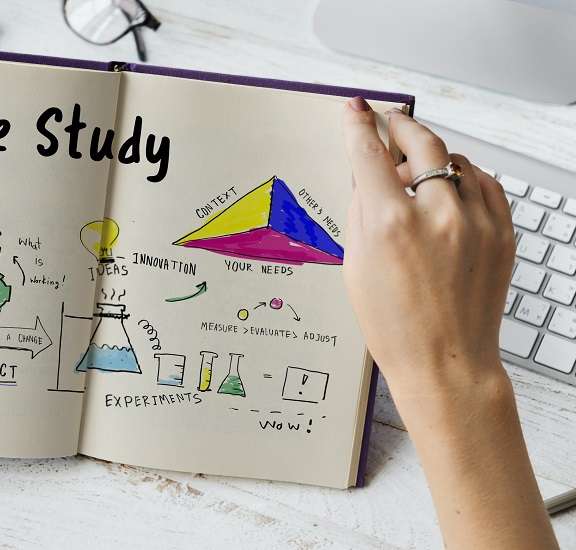 e Study
CONTEXT
OTHER'S NEEDS
YOUR NEEDS
What
is
Working!
IDEAS
INNOVATION
MEASURE > EVALUATE > ADJUST
A CHANGE
CT
EXPERIMENTS
= !
WOW!
M
K